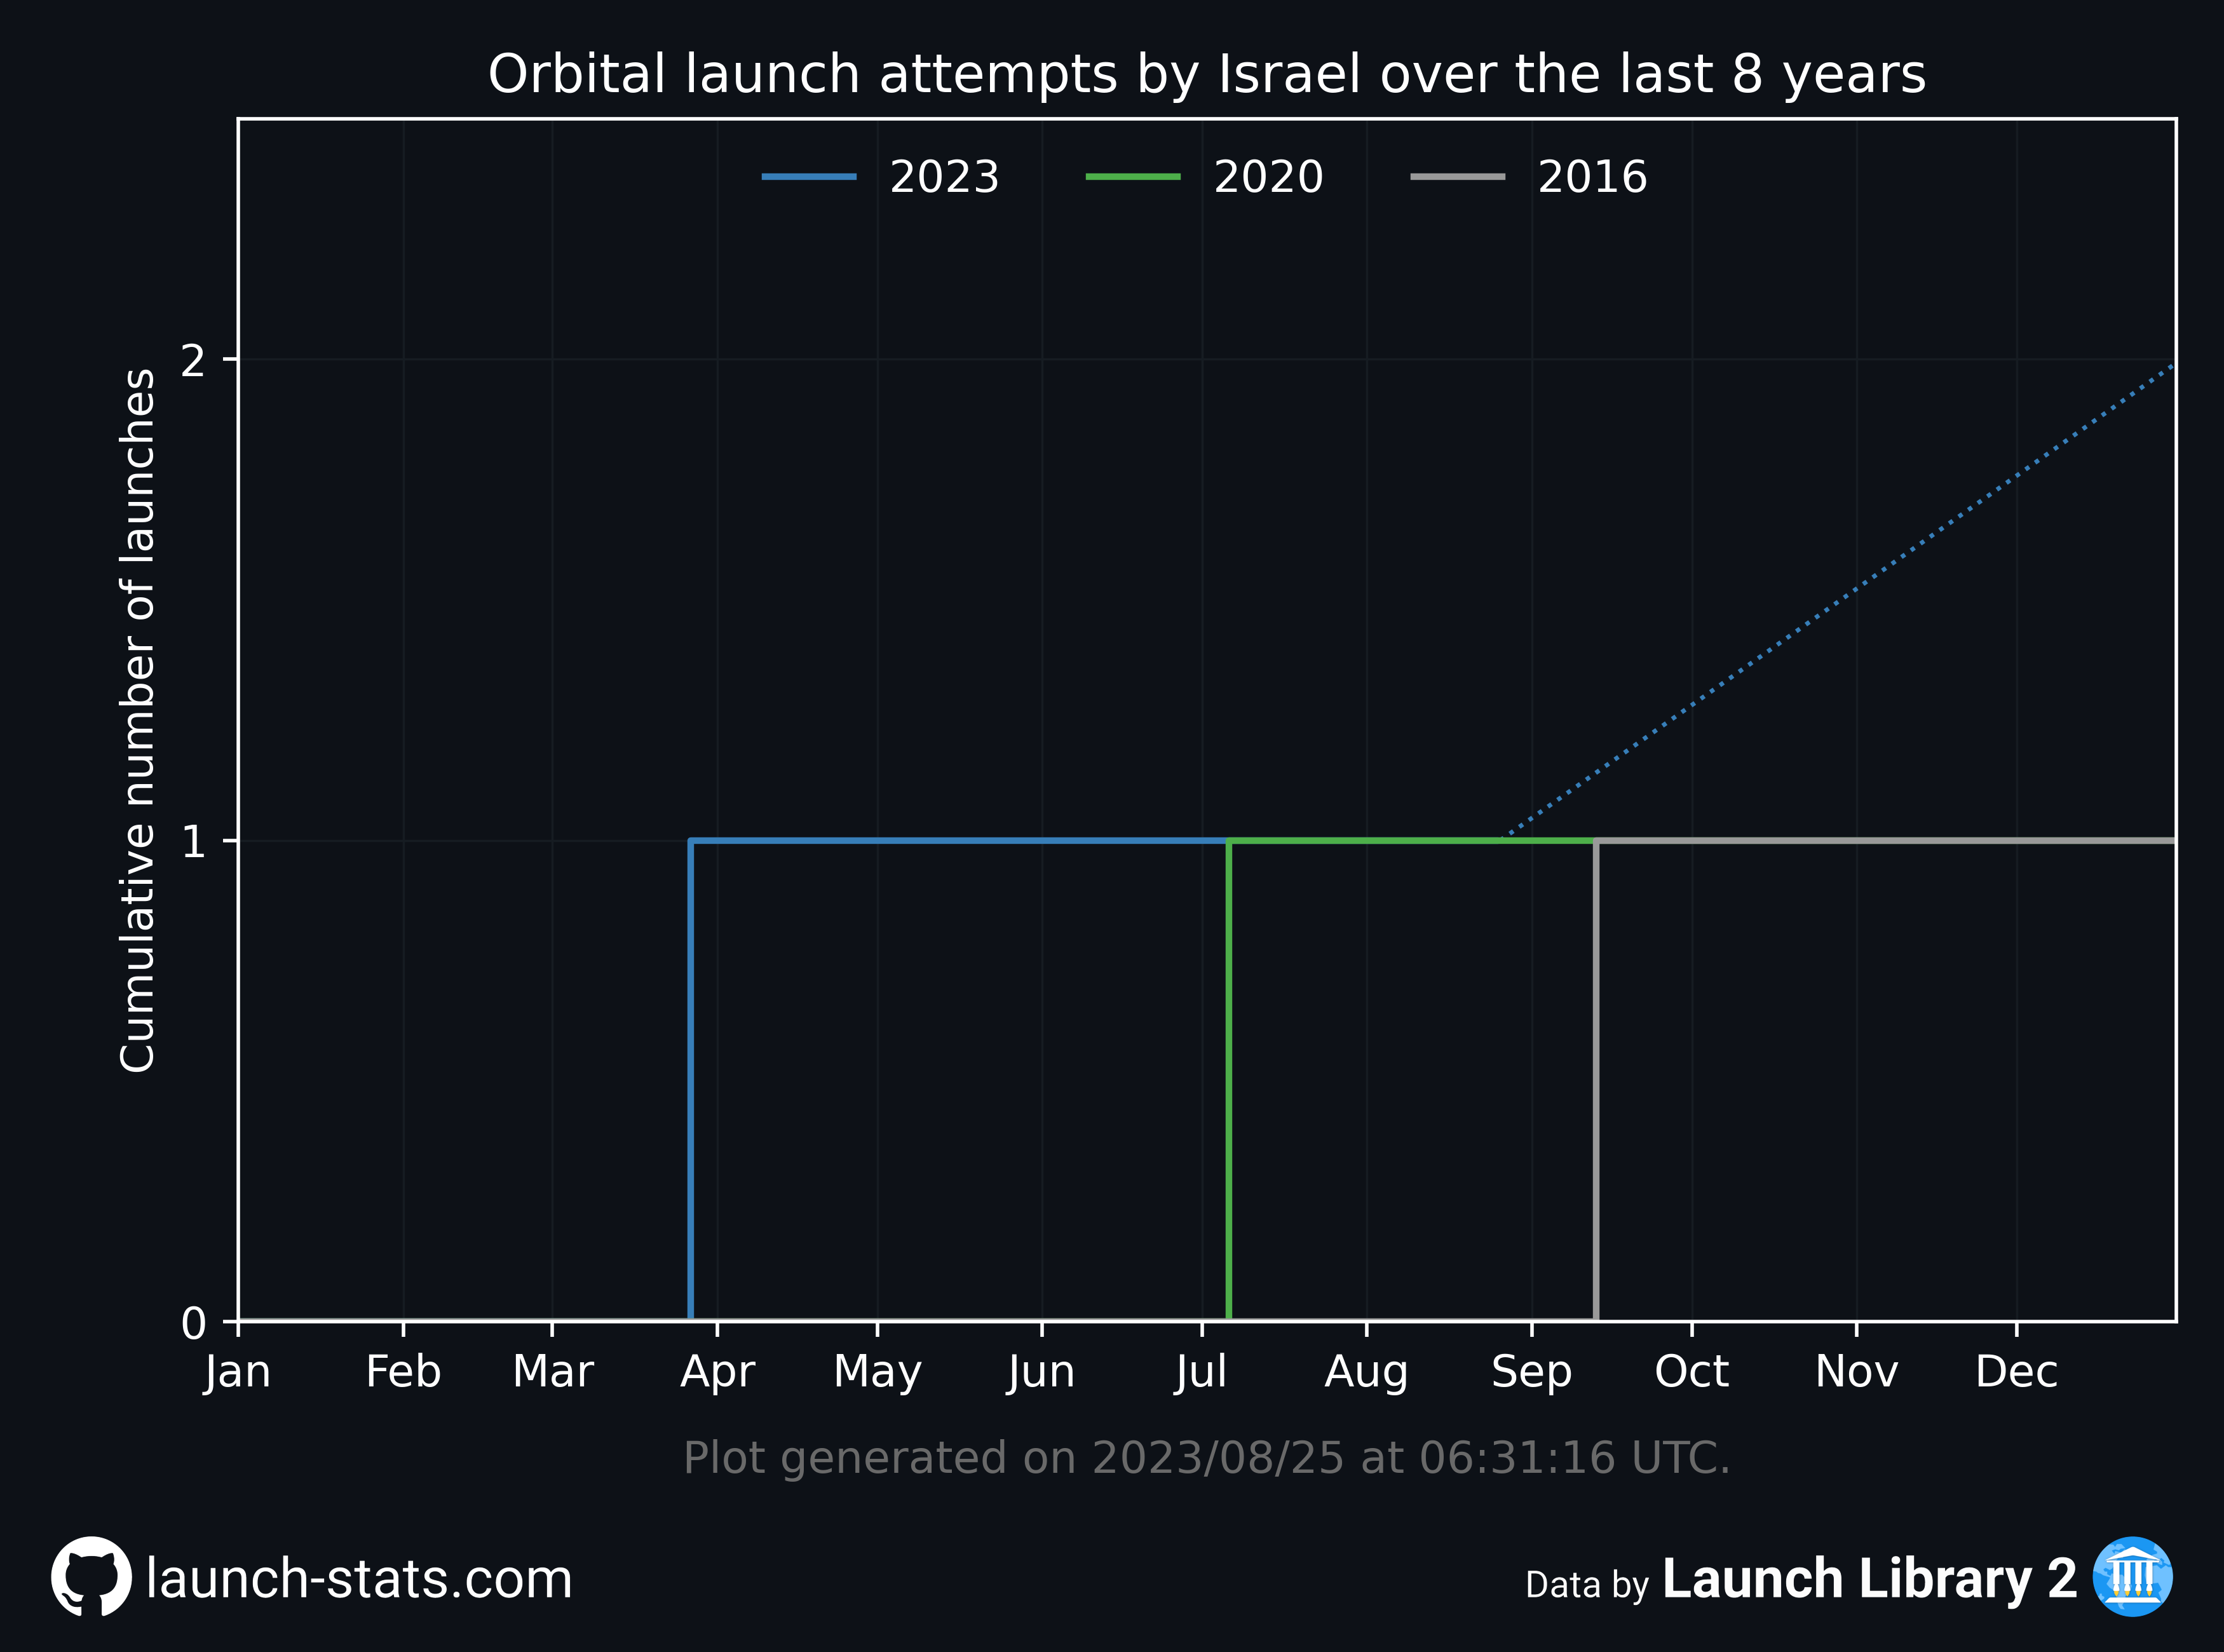 Orbital launch attempts by Israel over the last 8 years
2023 2020 2016
Cumulative number of launches
2
1
0
Jan Feb Mar Apr May Jun Jul Aug Sep Oct Nov Dec
Plot generated on 2023/08/25 at 06:31:16 UTC.
launch-stats.com
Data by Launch Library 2